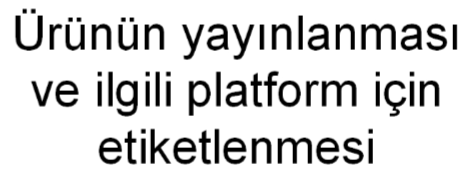 Ürünün yayınlanması
ve ilgili platform için
etiketlenmesi